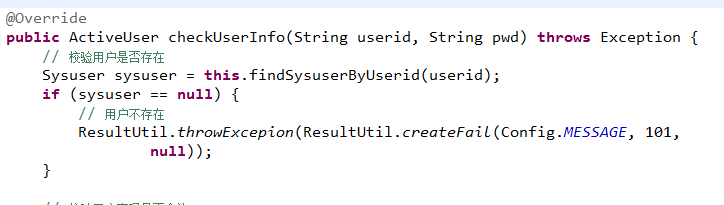 @Override
public ActiveUser checkUserInfo(String userid, String pwd) throws Exception {
// 校验用户是否存在
Sysuser sysuser = this.findSysuserByUserid(userid);
if (sysuser == null) {
// 用户不存在
ResultUtil.throwExcepion(ResultUtil.createFail(Config.MESSAGE, 101,
null));
}